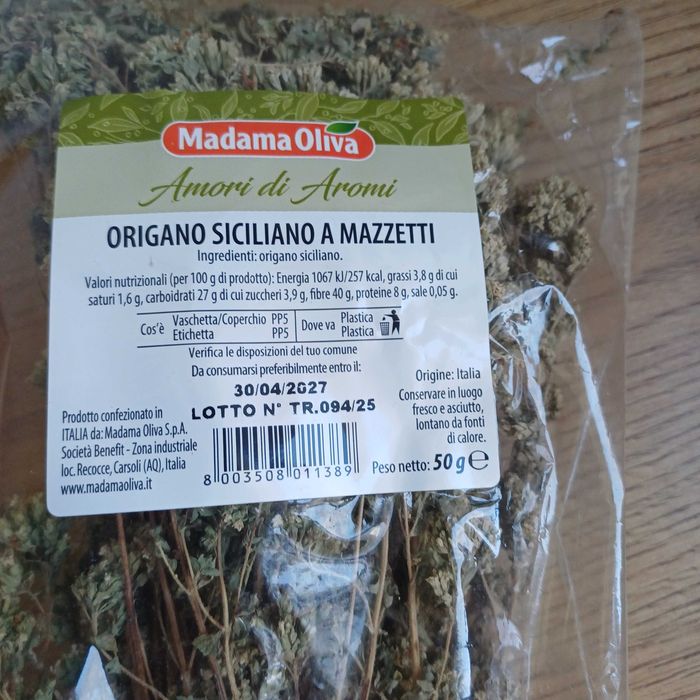 Madama Oliva
Amori di Aromi
ORIGANO SICILIANO A MAZZETTI
Ingredienti: origano siciliano.
Valori nutrizionali (per 100 g di prodotto): Energia 1067 kJ/257 kcal, grassi 3,8 g di cui
saturi 1,6 g, carboidrati 27 g di cui zuccheri 3,9 g, fibre 40 g, proteine 8 g, sale 0,05 g.
Cos'è Vaschetta/Coperchio PP5 Dove va Plastica
Etichetta PP5 Plastica
Verifica le disposizioni del tuo comune
Da consumarsi preferibilmente entro il:
30/04/2027
LOTTO N° TR.094/25
Prodotto confezionato in
ITALIA da: Madama Oliva S.p.A.
Società Benefit - Zona industriale
loc. Recocce, Carsoli (AQ), Italia
www.madamaoliva.it
8 003508 011389
Origine: Italia
Conservare in luogo
fresco e asciutto,
lontano da fonti
di calore.
Peso netto: 50 g ℮